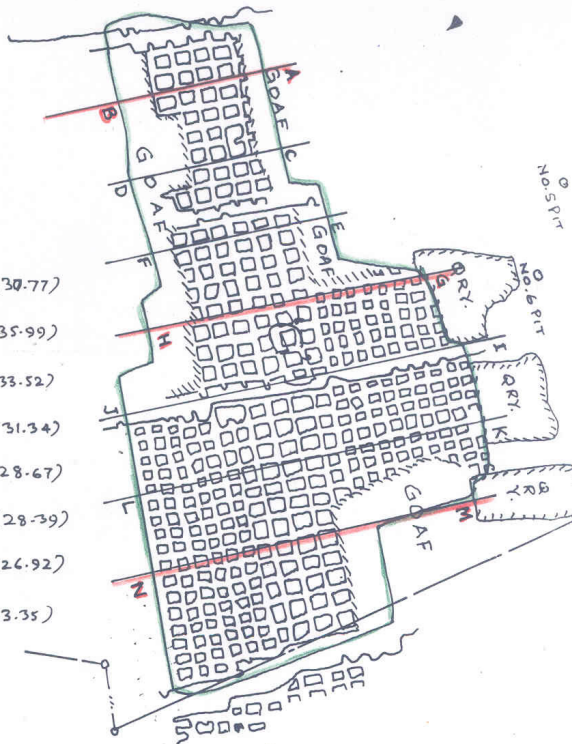 A
B
GOAF
GOAF
C
D
E
F
GOAF
NO.5 PIT
NO.6 PIT
QRY.
G
H
30.77)
35.99)
33.52)
31.34)
28.67)
28.39)
26.92)
3.35)
I
J
QRY.
K
L
GOAF
M
QRY
N